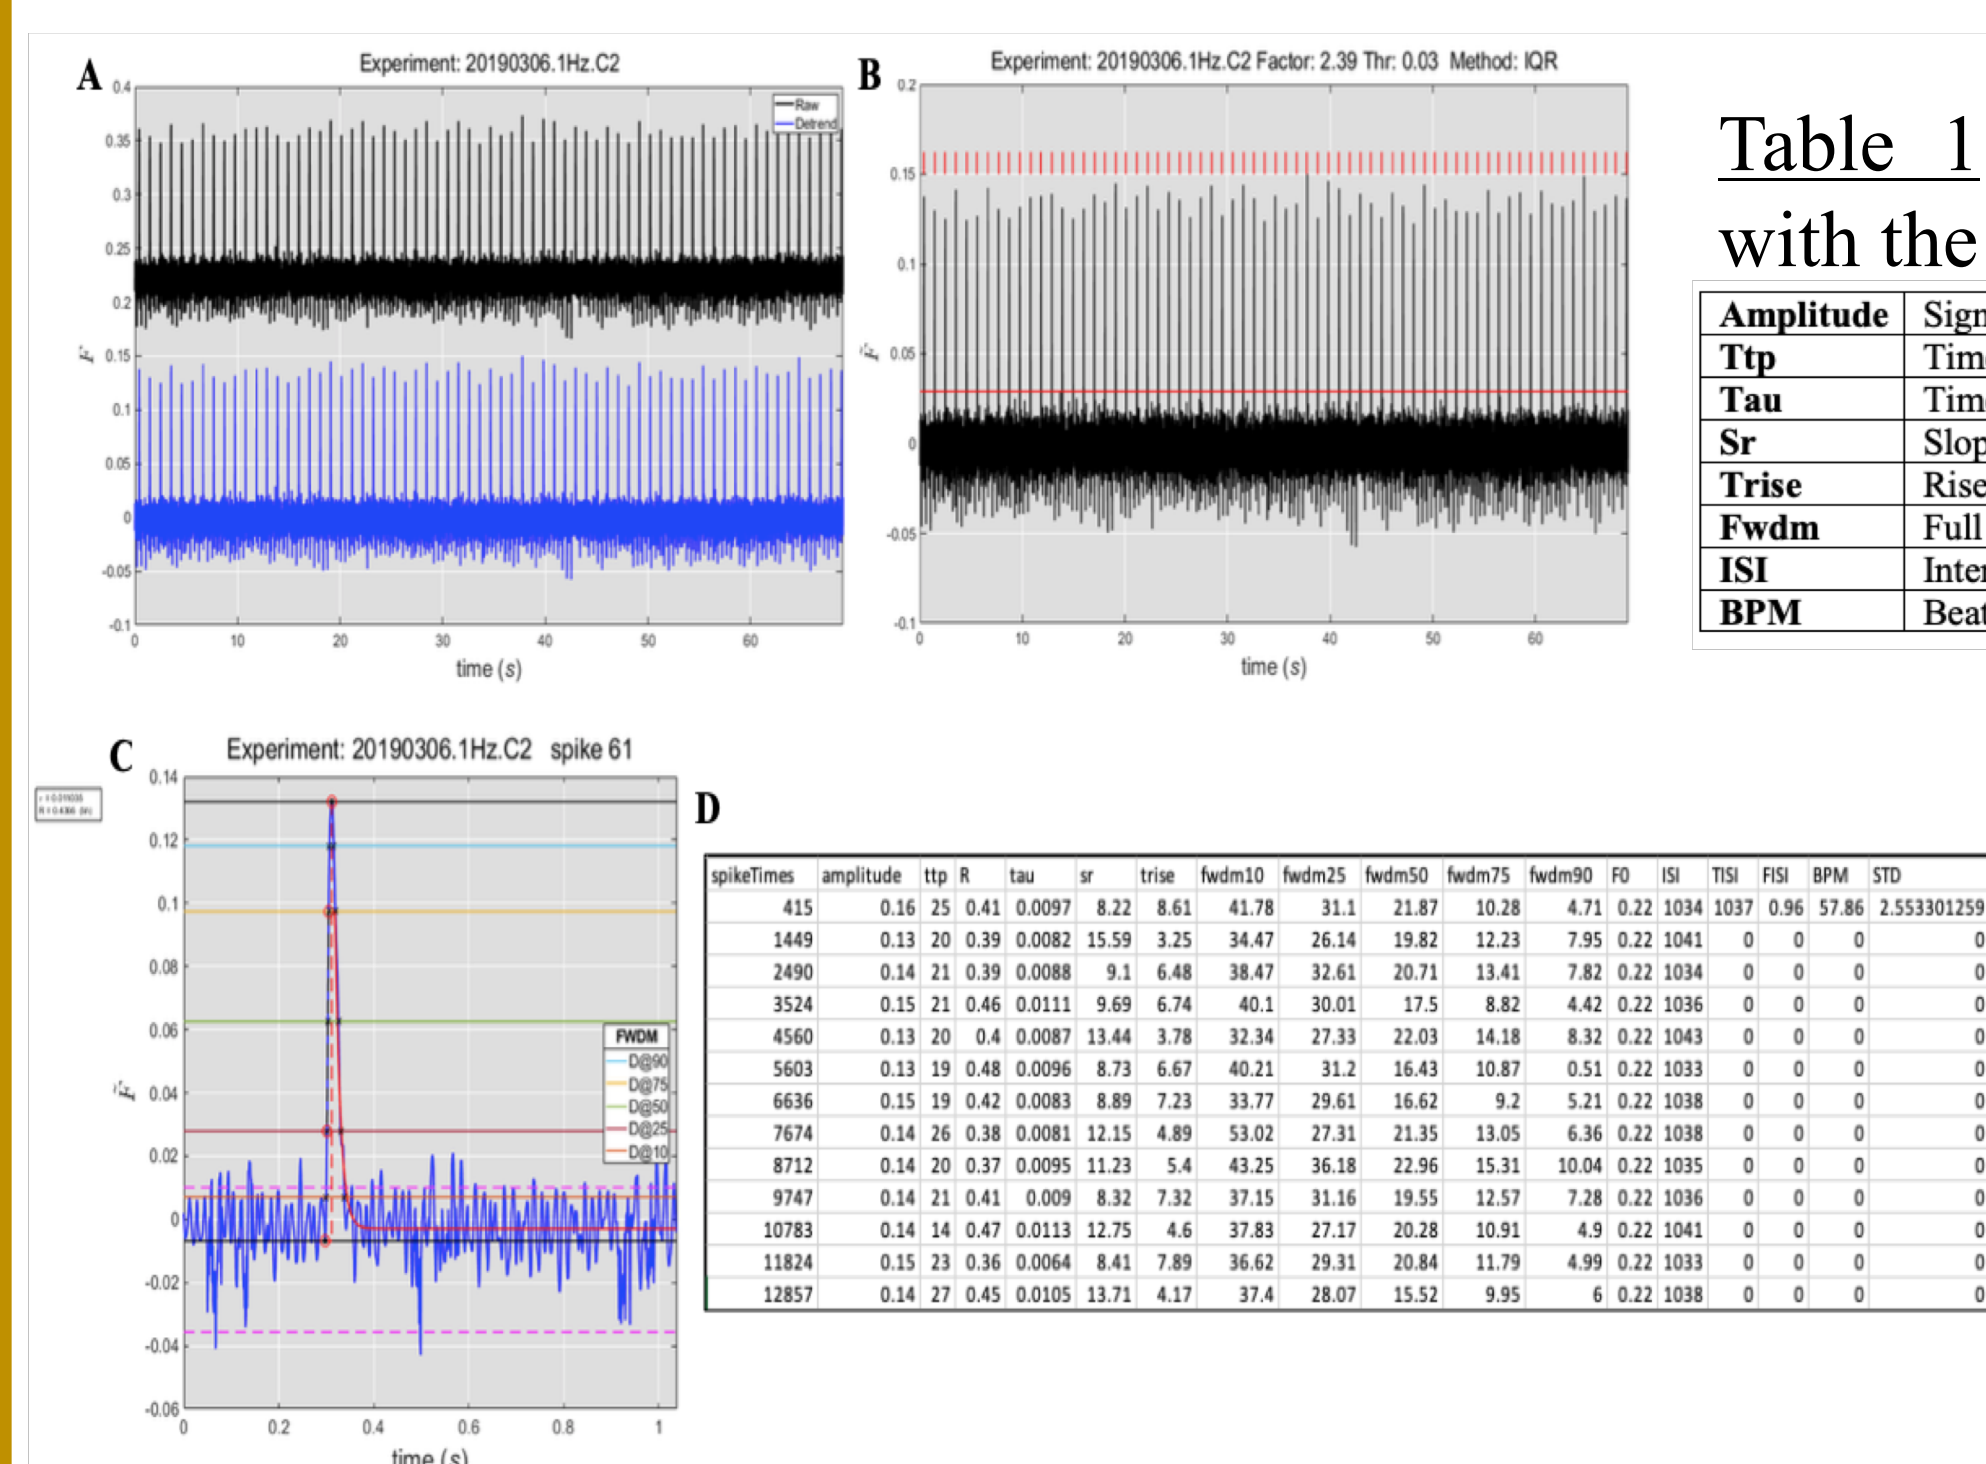 A
Experiment: 20190306.1Hz.C2
0.4
0.35
0.3
0.25
0.2
0.15
0.1
0.05
0
-0.05
-0.1
F
Raw
Detrend
0 10 20 30 40 50 60
time (s)
B
Experiment: 20190306.1Hz.C2 Factor: 2.39 Thr: 0.03 Method: IQR
0.2
0.15
0.1
0.05
0
-0.05
-0.1
F̃
0 10 20 30 40 50 60
time (s)
Table 1
with the
Amplitude Sign
Ttp Tim
Tau Tim
Sr Slop
Trise Rise
Fwdm Full
ISI Inter
BPM Beat
C
Experiment: 20190306.1Hz.C2 spike 61
0.14
0.12
0.1
0.08
0.06
0.04
0.02
0
-0.02
-0.04
-0.06
F̃
FWDM
D@90
D@75
D@50
D@25
D@10
0 0.2 0.4 0.6 0.8 1
time (s)
D
spikeTimes amplitude ttp R tau sr trise fwdm10 fwdm25 fwdm50 fwdm75 fwdm90 F0 ISI TISI FISI BPM STD
415 0.16 25 0.41 0.0097 8.22 8.61 41.78 31.1 21.87 10.28 4.71 0.22 1034 1037 0.96 57.86 2.553301259
1449 0.13 20 0.39 0.0082 15.59 3.25 34.47 26.14 19.82 12.23 7.95 0.22 1041 0 0 0 0
2490 0.14 21 0.39 0.0088 9.1 6.48 38.47 32.61 20.71 13.41 7.82 0.22 1034 0 0 0 0
3524 0.15 21 0.46 0.0111 9.69 6.74 40.1 30.01 17.5 8.82 4.42 0.22 1036 0 0 0 0
4560 0.13 20 0.4 0.0087 13.44 3.78 32.34 27.33 22.03 14.18 8.32 0.22 1043 0 0 0 0
5603 0.13 19 0.48 0.0096 8.73 6.67 40.21 31.2 16.43 10.87 0.51 0.22 1033 0 0 0 0
6636 0.15 19 0.42 0.0083 8.89 7.23 33.77 29.61 16.62 9.2 5.21 0.22 1038 0 0 0 0
7674 0.14 26 0.38 0.0081 12.15 4.89 53.02 27.31 21.35 13.05 6.36 0.22 1038 0 0 0 0
8712 0.14 20 0.37 0.0095 11.23 5.4 43.25 36.18 22.96 15.31 10.04 0.22 1035 0 0 0 0
9747 0.14 21 0.41 0.009 8.32 7.32 37.15 31.16 19.55 12.57 7.28 0.22 1036 0 0 0 0
10783 0.14 14 0.47 0.0113 12.75 4.6 37.83 27.17 20.28 10.91 4.9 0.22 1041 0 0 0 0
11824 0.15 23 0.36 0.0064 8.41 7.89 36.62 29.31 20.84 11.79 4.99 0.22 1033 0 0 0 0
12857 0.14 27 0.45 0.0105 13.71 4.17 37.4 28.07 15.52 9.95 6 0.22 1038 0 0 0 0